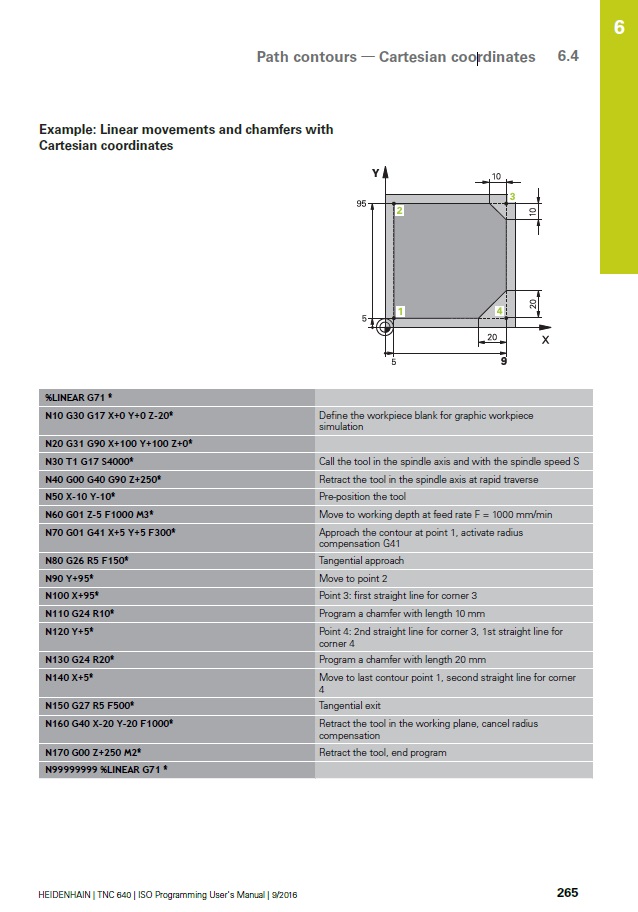 6
Path contours — Cartesian coordinates 6.4
Example: Linear movements and chamfers with
Cartesian coordinates
Y
10
3
95
2
10
1
4
20
5
20
X
5
9
%LINEAR G71 *
N10 G30 G17 X+0 Y+0 Z-20* Define the workpiece blank for graphic workpiece
simulation
N20 G31 G90 X+100 Y+100 Z+0*
N30 T1 G17 S4000* Call the tool in the spindle axis and with the spindle speed S
N40 G00 G40 G90 Z+250* Retract the tool in the spindle axis at rapid traverse
N50 X-10 Y-10* Pre-position the tool
N60 G01 Z-5 F1000 M3* Move to working depth at feed rate F = 1000 mm/min
N70 G01 G41 X+5 Y+5 F300* Approach the contour at point 1, activate radius
compensation G41
N80 G26 R5 F150* Tangential approach
N90 Y+95* Move to point 2
N100 X+95* Point 3: first straight line for corner 3
N110 G24 R10* Program a chamfer with length 10 mm
N120 Y+5* Point 4: 2nd straight line for corner 3, 1st straight line for
corner 4
N130 G24 R20* Program a chamfer with length 20 mm
N140 X+5* Move to last contour point 1, second straight line for corner
4
N150 G27 R5 F500* Tangential exit
N160 G40 X-20 Y-20 F1000* Retract the tool in the working plane, cancel radius
compensation
N170 G00 Z+250 M2* Retract the tool, end program
N99999999 %LINEAR G71 *
HEIDENHAIN | TNC 640 | ISO Programming User's Manual | 9/2016 265